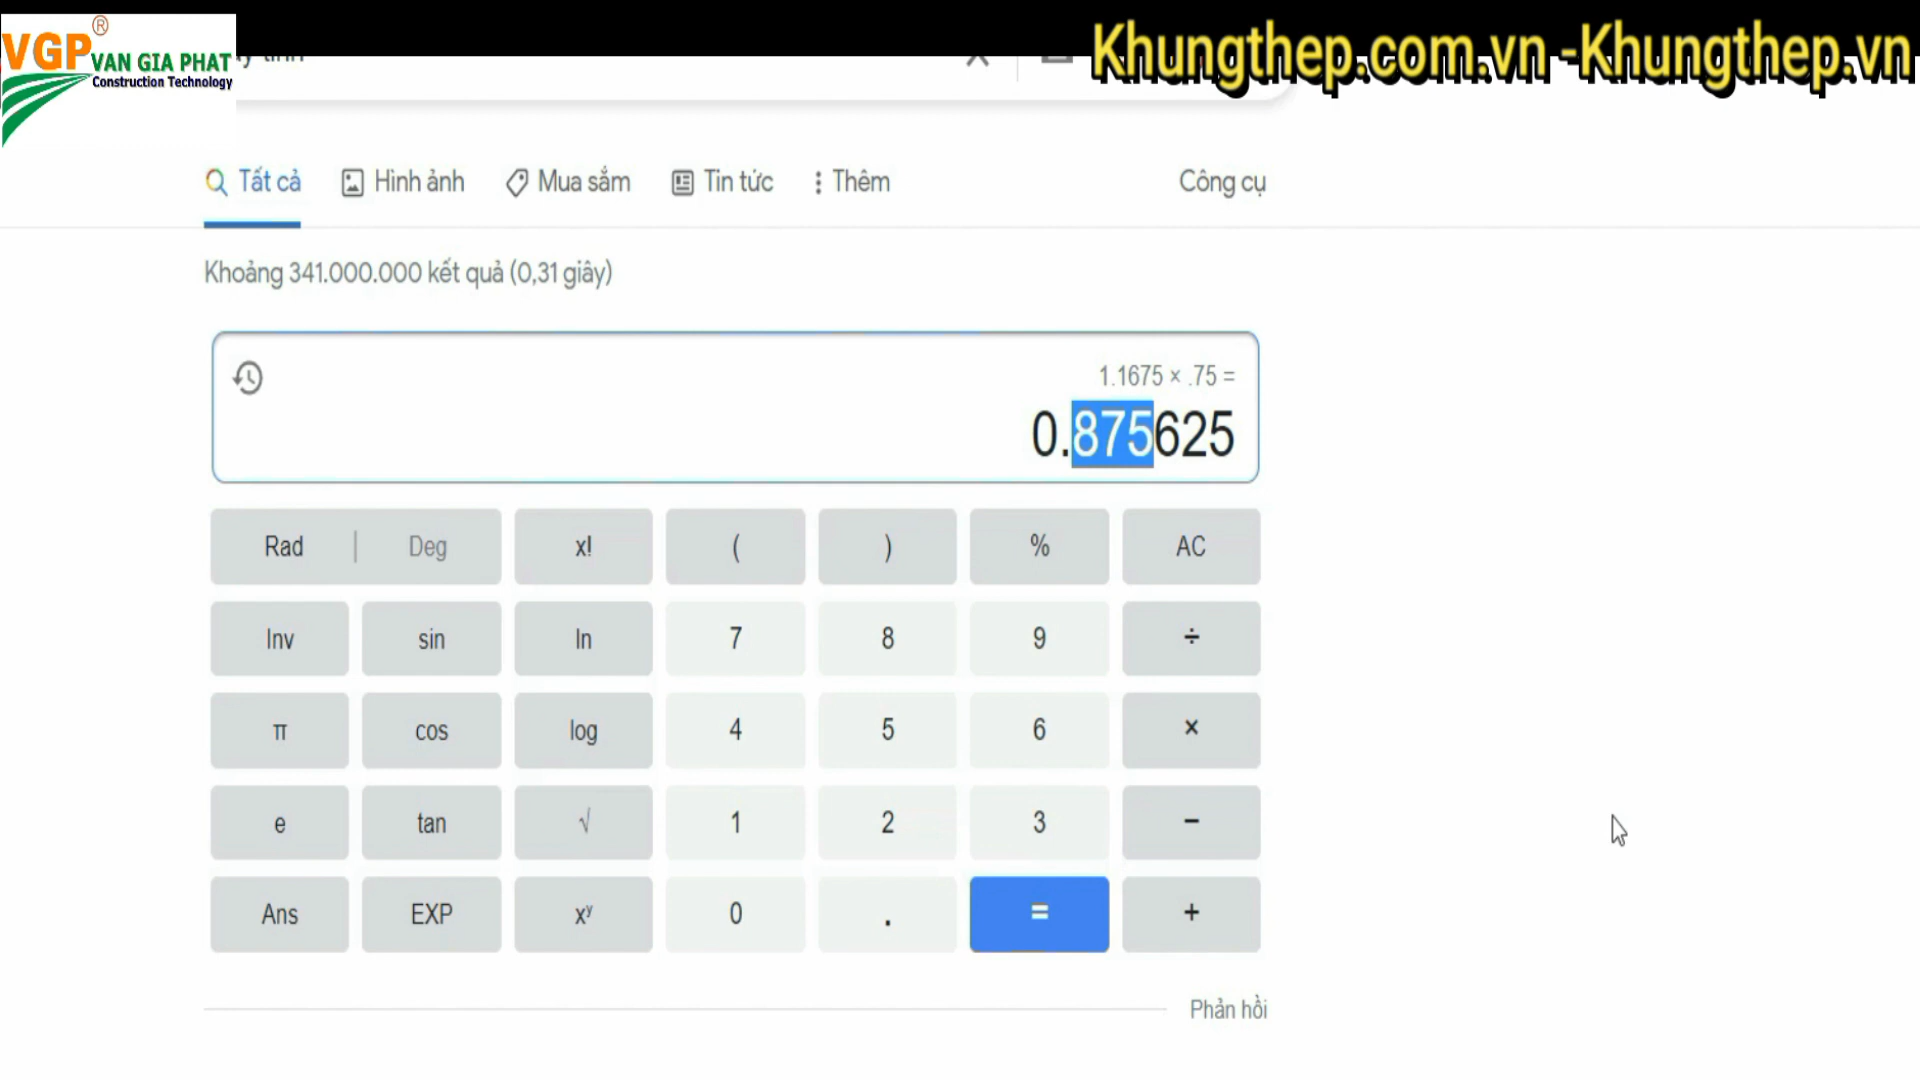 VGP®
VAN GIA PHAT
Construction Technology
Khungthep.com.vn -Khungthep.vn
Tất cả
Hình ảnh
Mua sắm
Tin tức
Thêm
Công cụ
Khoảng 341.000.000 kết quả (0,31 giây)
1.1675 × .75 =
0.875625
Rad | Deg x! ( ) % AC
Inv sin ln 7 8 9 ÷
π cos log 4 5 6 ×
e tan √ 1 2 3 −
Ans EXP xʸ 0 . = +
Phản hồi